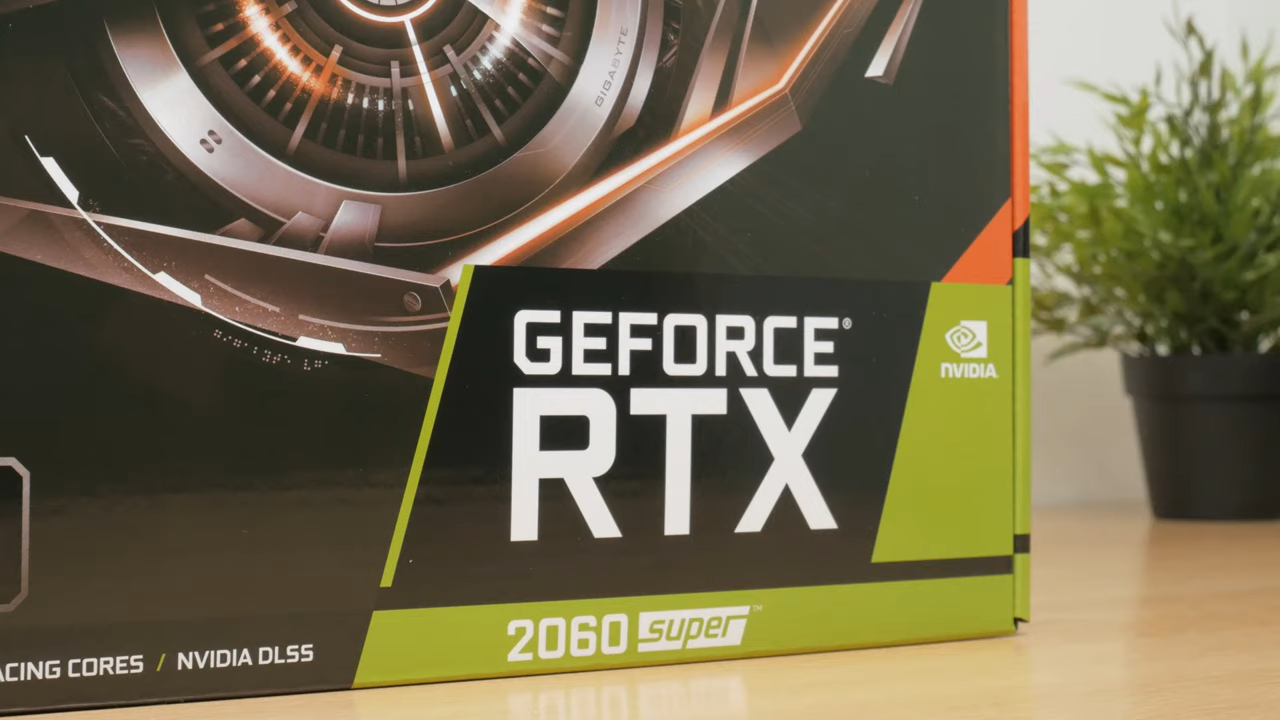 GIGABYTE
GEFORCE®
RTX
NVIDIA
2060 SUPER™
ACING CORES / NVIDIA DLSS